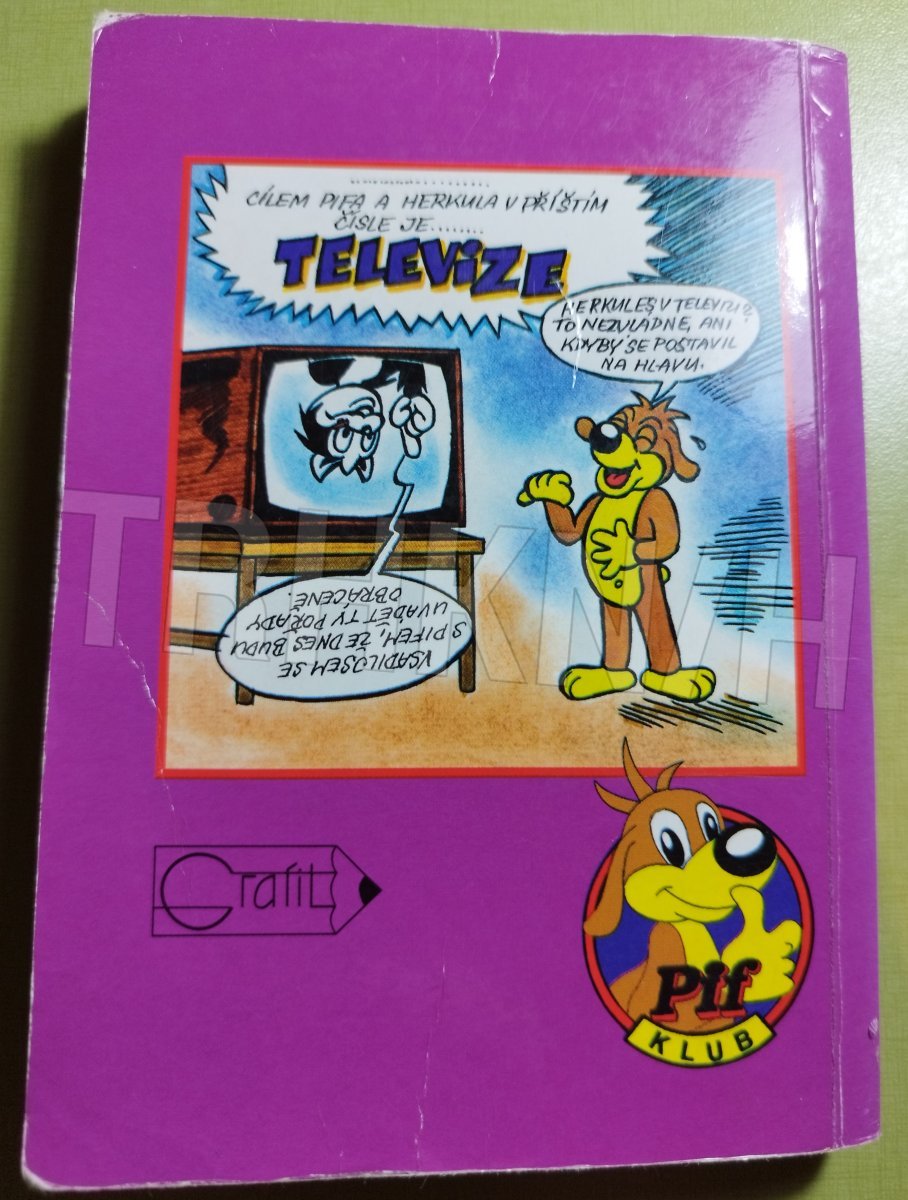 CÍLEM PIFA A HERKULA V PŘÍŠTÍM
ČÍSLE JE........
TELEVIZE
HERKULES V TELEVIZI?
TO NEZVLÁDNE, ANI
KDYBY SE POSTAVIL
NA HLAVU.
VSADIL JSEM SE
S PIFEM, ŽE DNES BUDU
UVÁDĚT TY POŘADY
OBRÁCENĚ.
TRUKNVH
Grafit
Pif
KLUB